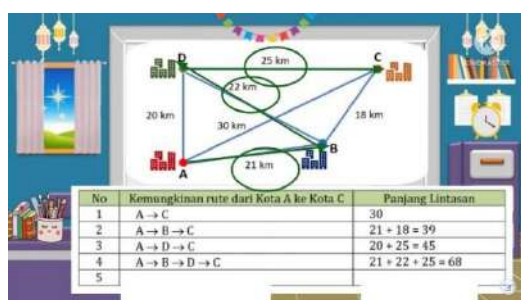 D
25 km
C
22 km
20 km
30 km
18 km
B
21 km
A
No Kemungkinan rute dari Kota A ke Kota C Panjang Lintasan
1 A → C 30
2 A → B → C 21 + 18 = 39
3 A → D → C 20 + 25 = 45
4 A → B → D → C 21 + 22 + 25 = 68
5